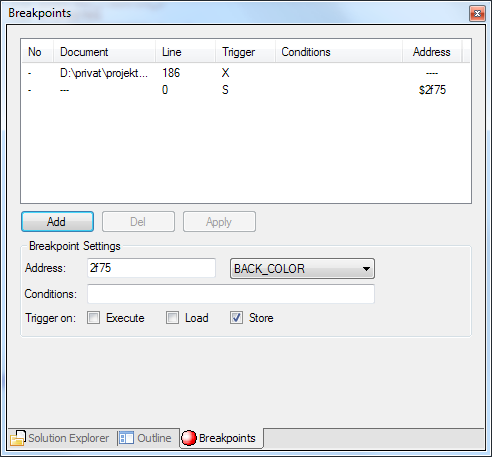 Breakpoints
No Document Line Trigger Conditions Address
- D:\privat\projekt... 186 X ----
- --- 0 S $2f75
Add Del Apply
Breakpoint Settings
Address: 2f75 BACK_COLOR
Conditions:
Trigger on: Execute Load Store
Solution Explorer Outline Breakpoints